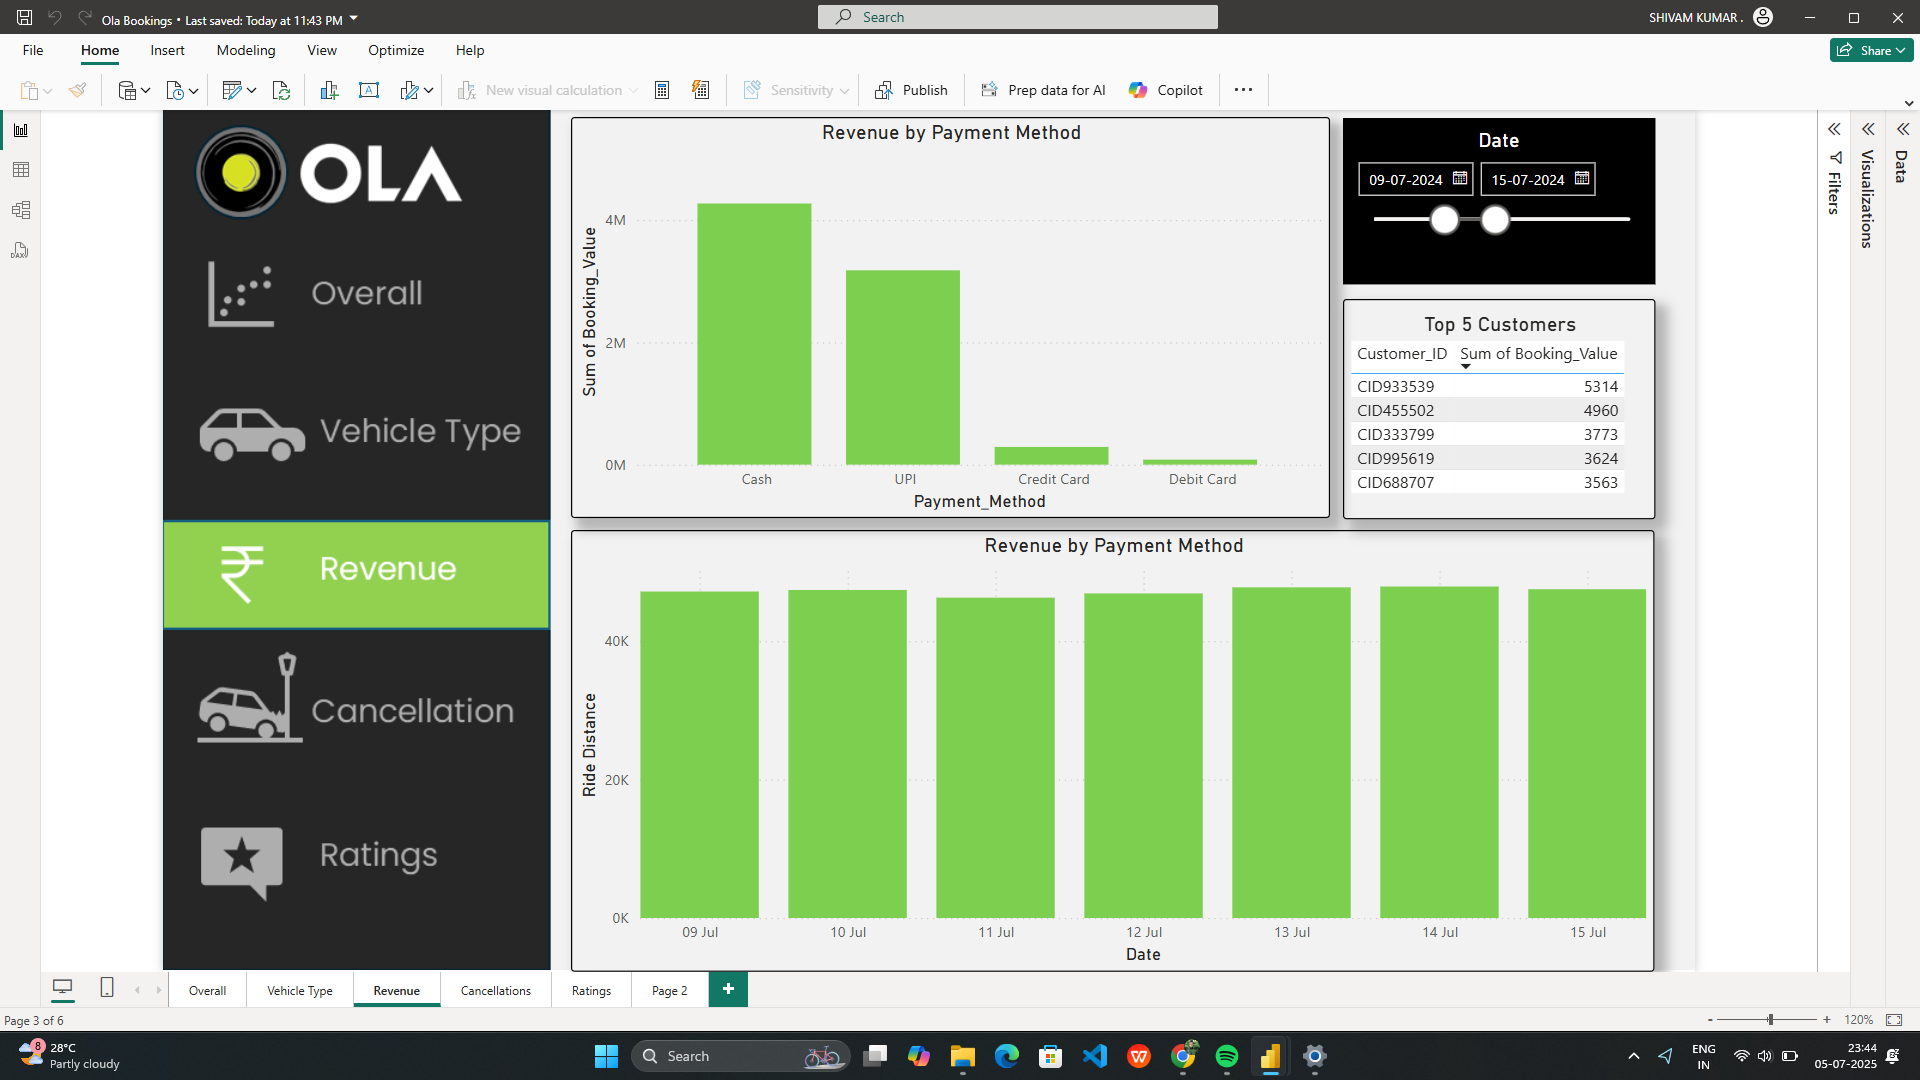 Ola Bookings • Last saved: Today at 11:43 PM
Search
SHIVAM KUMAR .
File
Home
Insert
Modeling
View
Optimize
Help
Share
New visual calculation
Sensitivity
Publish
Prep data for AI
Copilot
OLA
Overall
Vehicle Type
Revenue
Cancellation
Ratings
Revenue by Payment Method
Sum of Booking_Value
4M
2M
0M
Cash
UPI
Credit Card
Debit Card
Payment_Method
Date
09-07-2024
15-07-2024
Top 5 Customers
Customer_ID Sum of Booking_Value
CID933539 5314
CID455502 4960
CID333799 3773
CID995619 3624
CID688707 3563
Revenue by Payment Method
Ride Distance
40K
20K
0K
09 Jul
10 Jul
11 Jul
12 Jul
13 Jul
14 Jul
15 Jul
Date
Filters
Visualizations
Data
DAX
Overall
Vehicle Type
Revenue
Cancellations
Ratings
Page 2
Page 3 of 6
- + 120%
8
28°C
Partly cloudy
Search
ENG
IN
23:44
05-07-2025